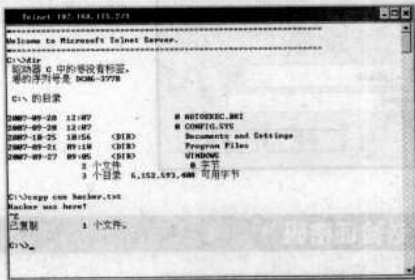 Telnet 192.168.115.271
Welcome to Microsoft Telnet Server.
C:\>dir
驱动器 C 中的卷没有标签。
卷的序列号是 DC06-377B
C:\ 的目录
2007-09-20 12:07 0 AUTOEXEC.BAT
2007-09-20 12:07 0 CONFIG.SYS
2007-10-25 10:56 <DIR> Documents and Settings
2007-09-21 09:10 <DIR> Program Files
2007-09-27 09:05 <DIR> WINDOWS
2 个文件 0 字节
3 个目录 6,152,593,408 可用字节
C:\>copy con hacker.txt
Hacker was here!
^Z
已复制 1 个文件。
C:\>_